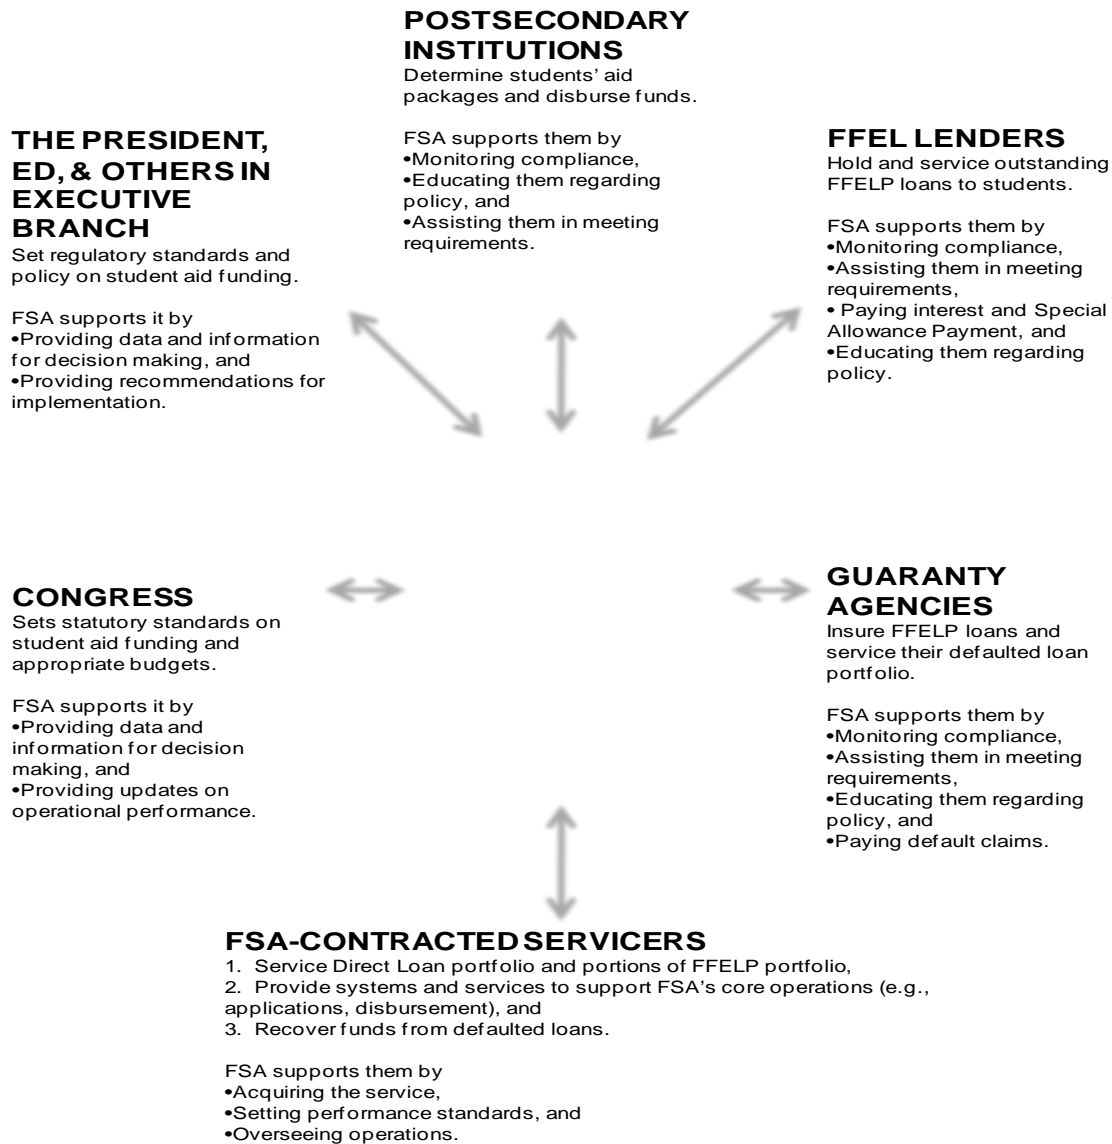 POSTSECONDARY
INSTITUTIONS
Determine students’ aid
packages and disburse funds.
FSA supports them by
•Monitoring compliance,
•Educating them regarding
policy, and
•Assisting them in meeting
requirements.
THE PRESIDENT,
ED, & OTHERS IN
EXECUTIVE
BRANCH
Set regulatory standards and
policy on student aid funding.
FSA supports it by
•Providing data and information
for decision making, and
•Providing recommendations for
implementation.
FFEL LENDERS
Hold and service outstanding
FFELP loans to students.
FSA supports them by
•Monitoring compliance,
•Assisting them in meeting
requirements,
• Paying interest and Special
Allowance Payment, and
•Educating them regarding
policy.
CONGRESS
Sets statutory standards on
student aid funding and
appropriate budgets.
FSA supports it by
•Providing data and
information for decision
making, and
•Providing updates on
operational performance.
GUARANTY
AGENCIES
Insure FFELP loans and
service their defaulted loan
portfolio.
FSA supports them by
•Monitoring compliance,
•Assisting them in meeting
requirements,
•Educating them regarding
policy, and
•Paying default claims.
FSA-CONTRACTED SERVICERS
1. Service Direct Loan portfolio and portions of FFELP portfolio,
2. Provide systems and services to support FSA’s core operations (e.g.,
applications, disbursement), and
3. Recover funds from defaulted loans.
FSA supports them by
•Acquiring the service,
•Setting performance standards, and
•Overseeing operations.